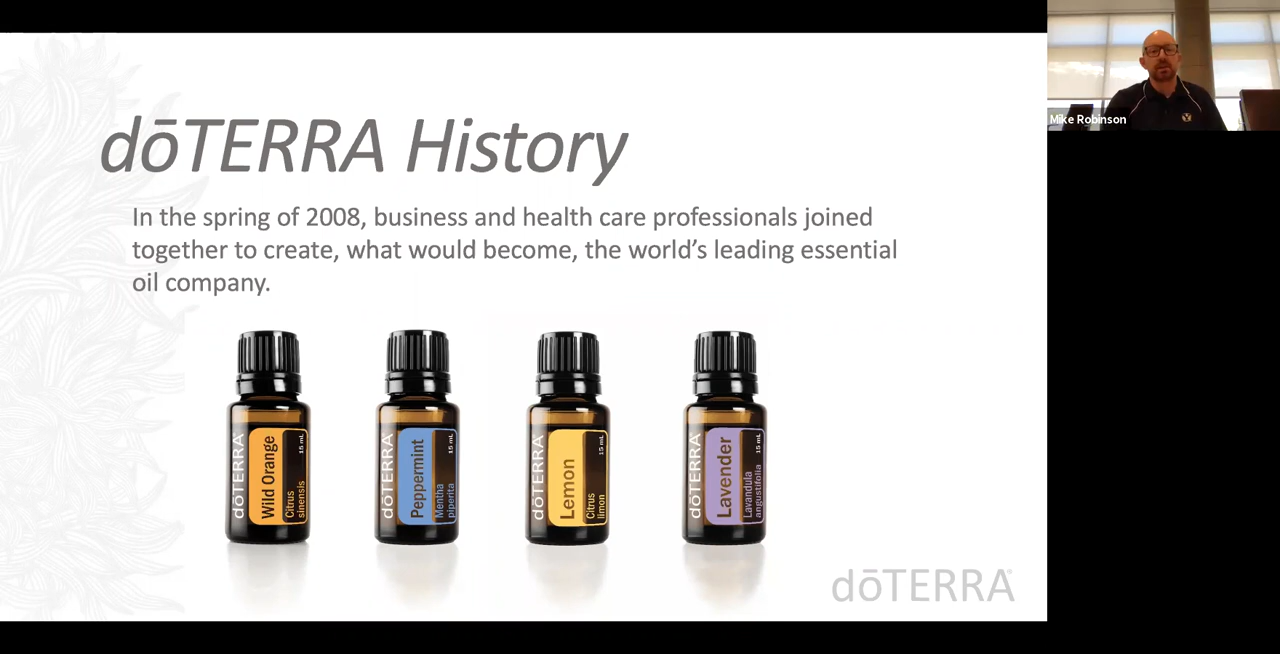 dōTERRA History
In the spring of 2008, business and health care professionals joined
together to create, what would become, the world’s leading essential
oil company.
dōTERRA
Wild Orange
Citrus
sinensis
15 mL
dōTERRA
Peppermint
Mentha
piperita
15 mL
dōTERRA
Lemon
Citrus
limon
15 mL
dōTERRA
Lavender
Lavandula
angustifolia
15 mL
dōTERRA®
Mike Robinson
Y